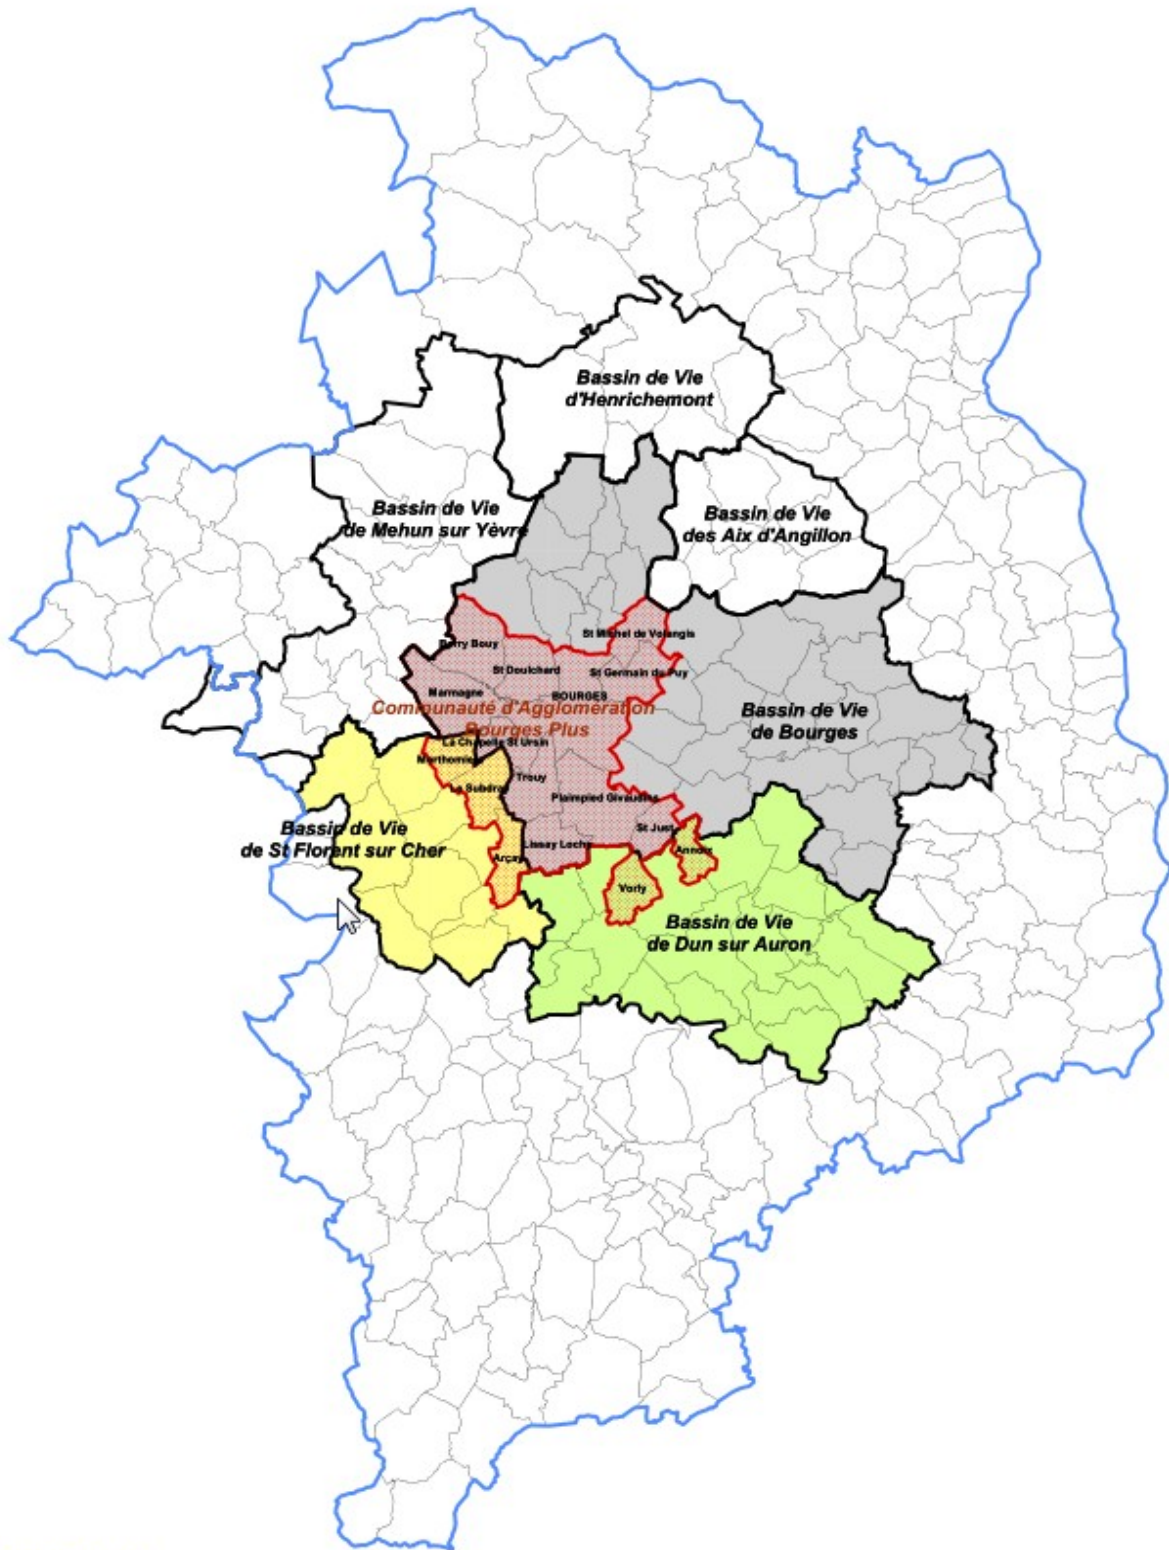 Bassin de Vie
d'Henrichemont
Bassin de Vie
de Mehun sur Yèvre
Bassin de Vie
des Aix d'Angillon
St Michel de Volangis
Berry Bouy
St Doulchard
St Germain du Puy
Marmagne
BOURGES
Communauté d'Agglomération
Bourges Plus
Bassin de Vie
de Bourges
La Chapelle St Ursin
Morthomie
Trouy
La Subdra
Plaimpied Givaudins
Bassin de Vie
de St Florent sur Cher
St Just
Lissay Lochy
Annoix
Arçay
Vorly
Bassin de Vie
de Dun sur Auron